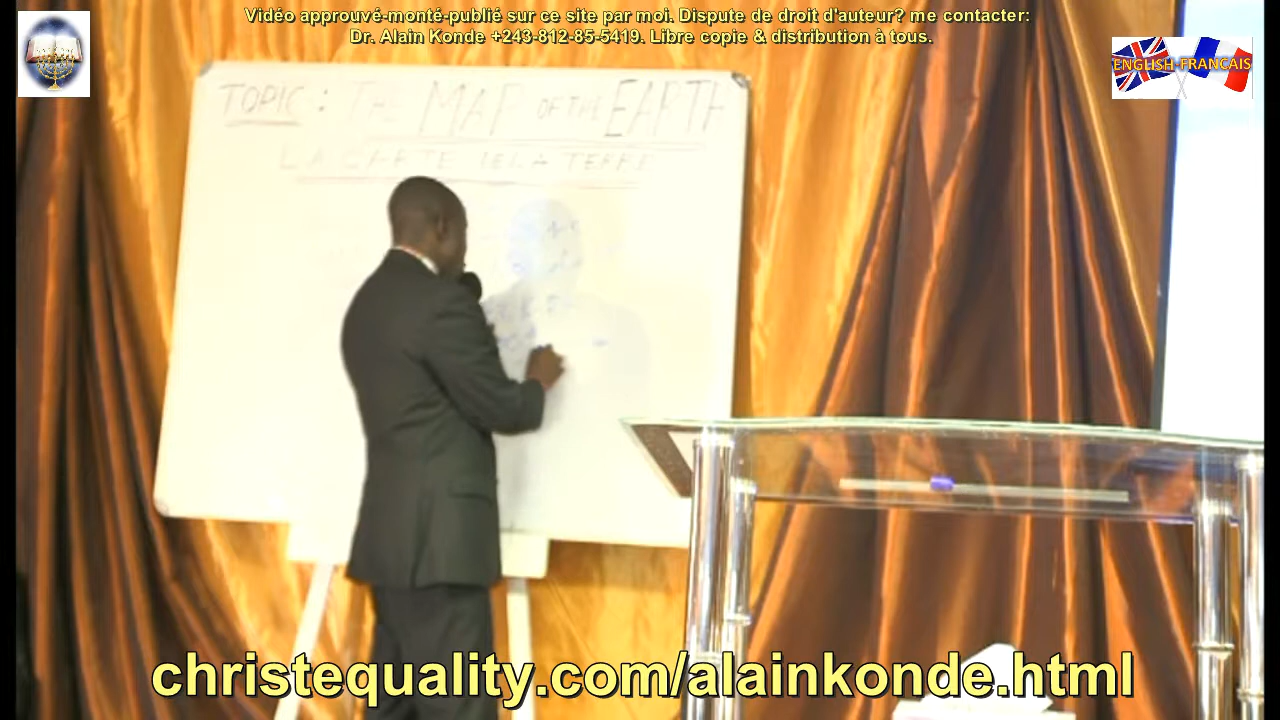 Vidéo approuvé-monté-publié sur ce site par moi. Dispute de droit d'auteur? me contacter:
Dr. Alain Konde +243-812-85-5419. Libre copie & distribution à tous.
ENGLISH-FRANCAIS
TOPIC : THE MAP OF THE EARTH
LA CARTE DE LA TERRE
christequality.com/alainkonde.html